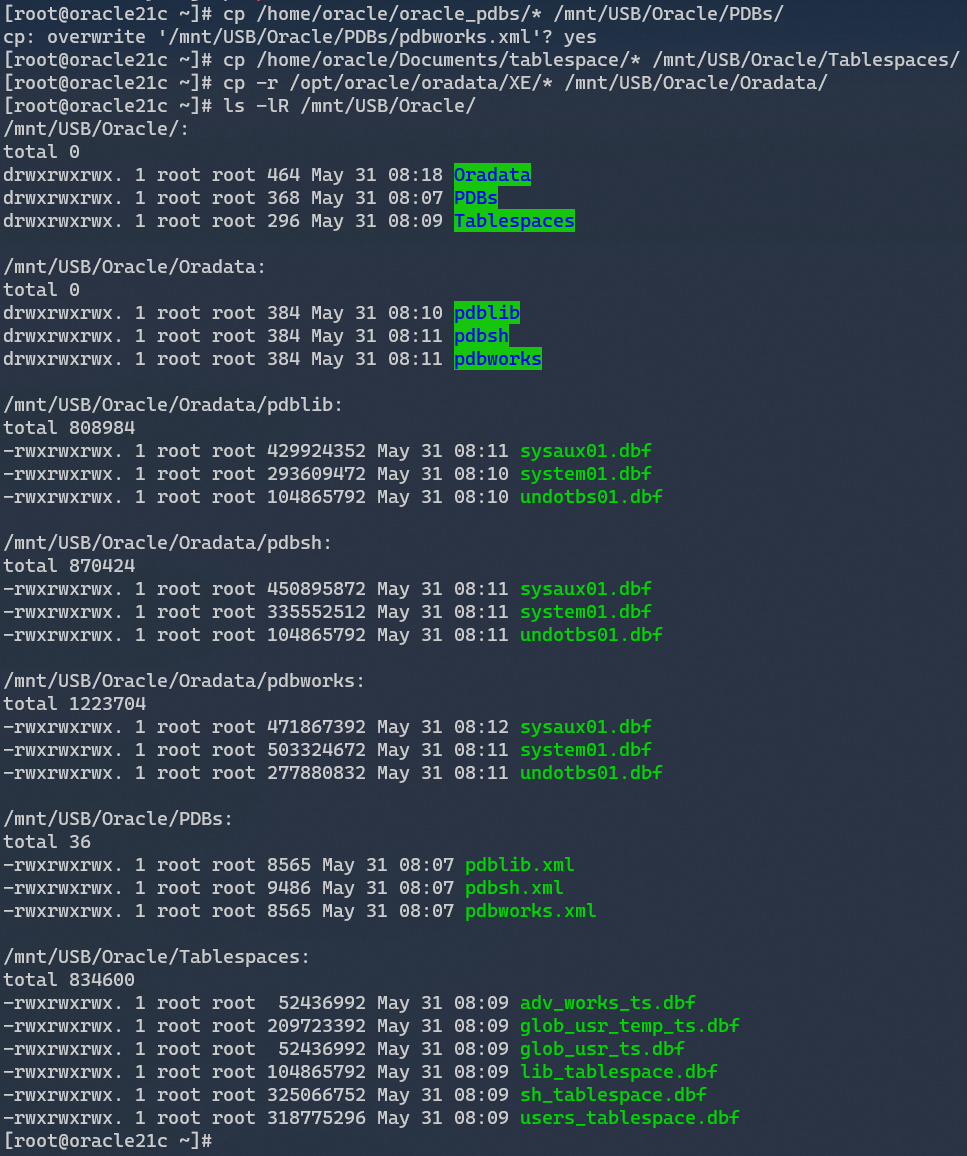 [root@oracle21c ~]# cp /home/oracle/oracle_pdbs/* /mnt/USB/Oracle/PDBs/
cp: overwrite '/mnt/USB/Oracle/PDBs/pdbworks.xml'? yes
[root@oracle21c ~]# cp /home/oracle/Documents/tablespace/* /mnt/USB/Oracle/Tablespaces/
[root@oracle21c ~]# cp -r /opt/oracle/oradata/XE/* /mnt/USB/Oracle/Oradata/
[root@oracle21c ~]# ls -lR /mnt/USB/Oracle/
/mnt/USB/Oracle/:
total 0
drwxrwxrwx. 1 root root 464 May 31 08:18 Oradata
drwxrwxrwx. 1 root root 368 May 31 08:07 PDBs
drwxrwxrwx. 1 root root 296 May 31 08:09 Tablespaces

/mnt/USB/Oracle/Oradata:
total 0
drwxrwxrwx. 1 root root 384 May 31 08:10 pdblib
drwxrwxrwx. 1 root root 384 May 31 08:11 pdbsh
drwxrwxrwx. 1 root root 384 May 31 08:11 pdbworks

/mnt/USB/Oracle/Oradata/pdblib:
total 808984
-rwxrwxrwx. 1 root root 429924352 May 31 08:11 sysaux01.dbf
-rwxrwxrwx. 1 root root 293609472 May 31 08:10 system01.dbf
-rwxrwxrwx. 1 root root 104865792 May 31 08:10 undotbs01.dbf

/mnt/USB/Oracle/Oradata/pdbsh:
total 870424
-rwxrwxrwx. 1 root root 450895872 May 31 08:11 sysaux01.dbf
-rwxrwxrwx. 1 root root 335552512 May 31 08:11 system01.dbf
-rwxrwxrwx. 1 root root 104865792 May 31 08:11 undotbs01.dbf

/mnt/USB/Oracle/Oradata/pdbworks:
total 1223704
-rwxrwxrwx. 1 root root 471867392 May 31 08:12 sysaux01.dbf
-rwxrwxrwx. 1 root root 503324672 May 31 08:11 system01.dbf
-rwxrwxrwx. 1 root root 277880832 May 31 08:11 undotbs01.dbf

/mnt/USB/Oracle/PDBs:
total 36
-rwxrwxrwx. 1 root root 8565 May 31 08:07 pdblib.xml
-rwxrwxrwx. 1 root root 9486 May 31 08:07 pdbsh.xml
-rwxrwxrwx. 1 root root 8565 May 31 08:07 pdbworks.xml

/mnt/USB/Oracle/Tablespaces:
total 834600
-rwxrwxrwx. 1 root root  52436992 May 31 08:09 adv_works_ts.dbf
-rwxrwxrwx. 1 root root 209723392 May 31 08:09 glob_usr_temp_ts.dbf
-rwxrwxrwx. 1 root root  52436992 May 31 08:09 glob_usr_ts.dbf
-rwxrwxrwx. 1 root root 104865792 May 31 08:09 lib_tablespace.dbf
-rwxrwxrwx. 1 root root 325066752 May 31 08:09 sh_tablespace.dbf
-rwxrwxrwx. 1 root root 318775296 May 31 08:09 users_tablespace.dbf
[root@oracle21c ~]#